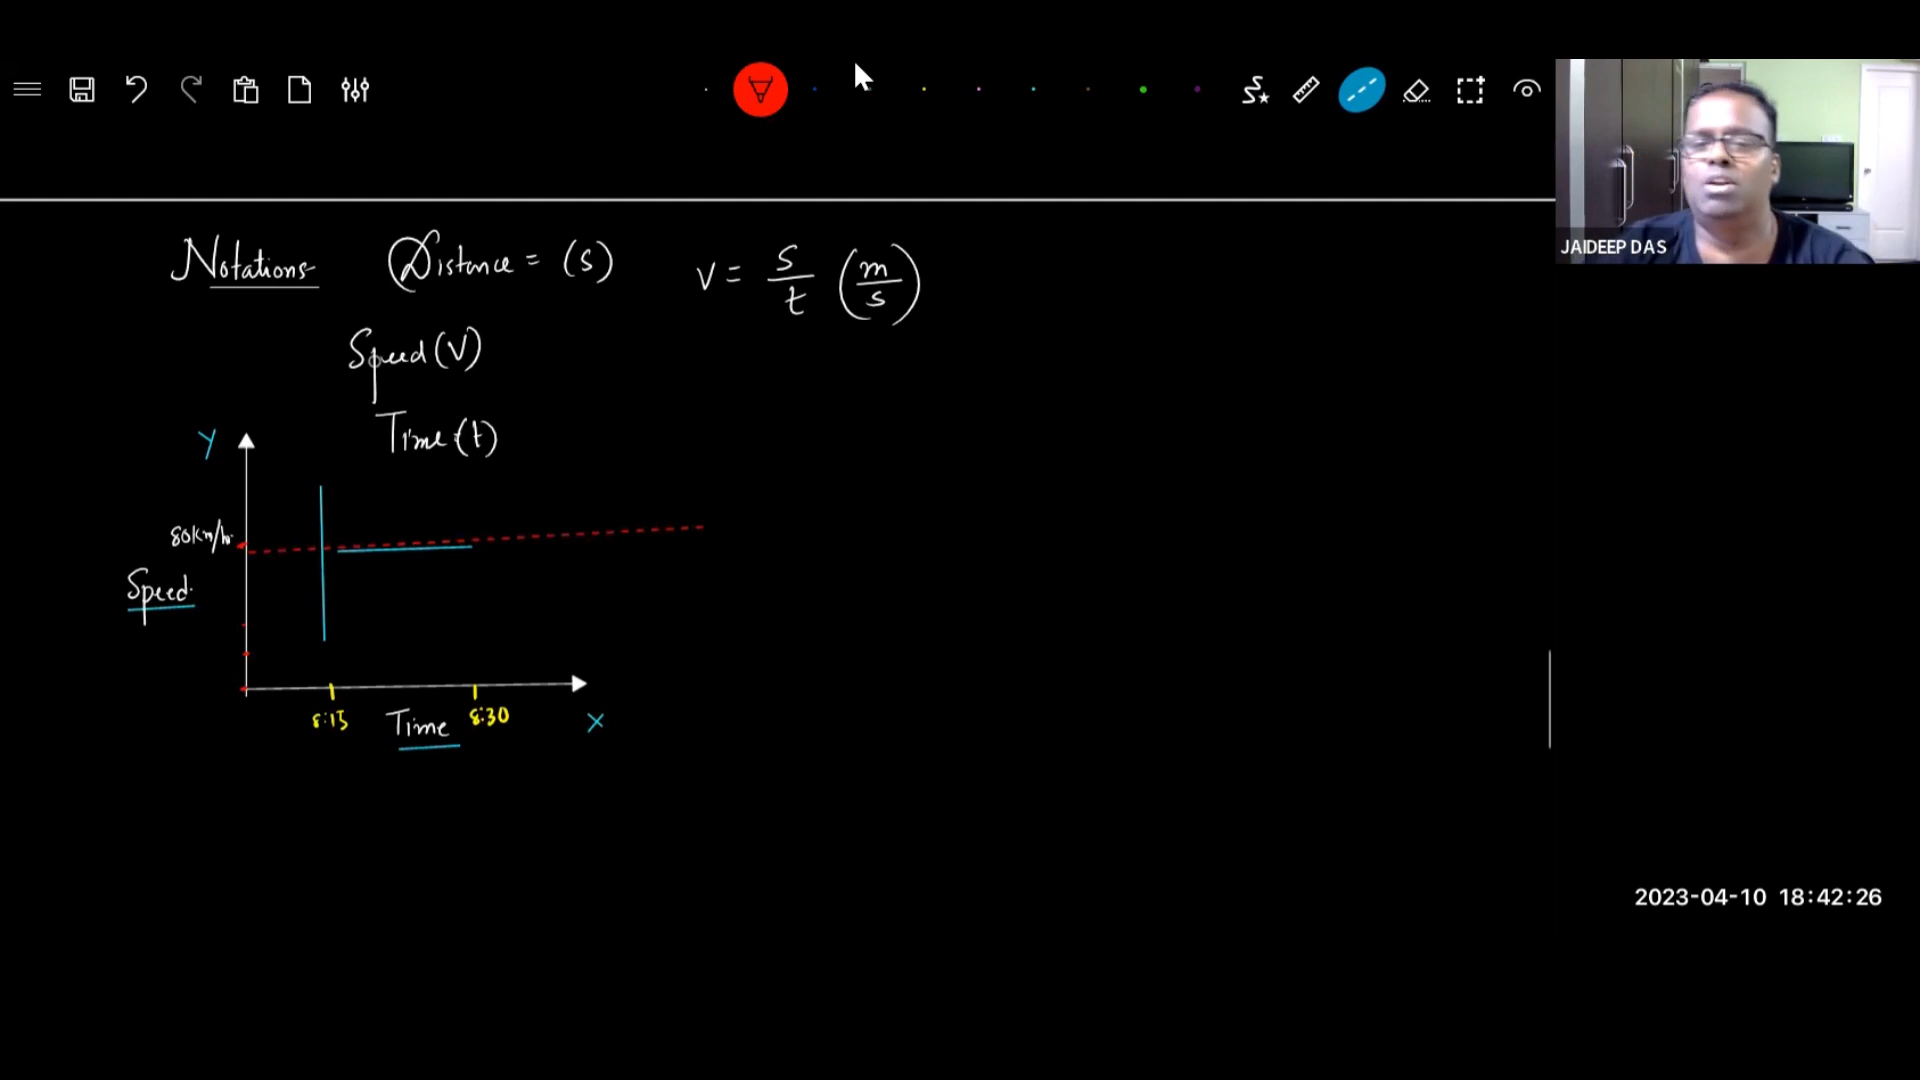 JAIDEEP DAS
Notations Distance = (s) v = s/t (m/s)
Speed (v)
Time (t)
Y
80km/hr
Speed
8:15 Time 8:30 X
2023-04-10 18:42:26